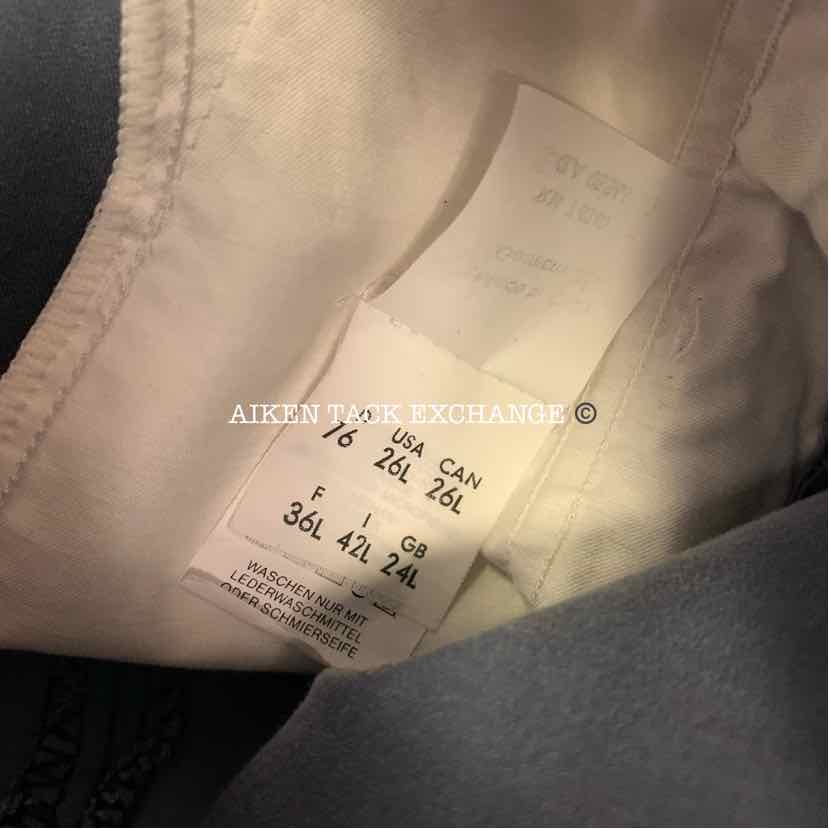 AIKEN TACK EXCHANGE ©
D USA CAN
76 26L 26L
F I GB
36L 42L 24L
WASCHEN NUR MIT
LEDERWASCHMITTEL
ODER SCHMIERSEIFE